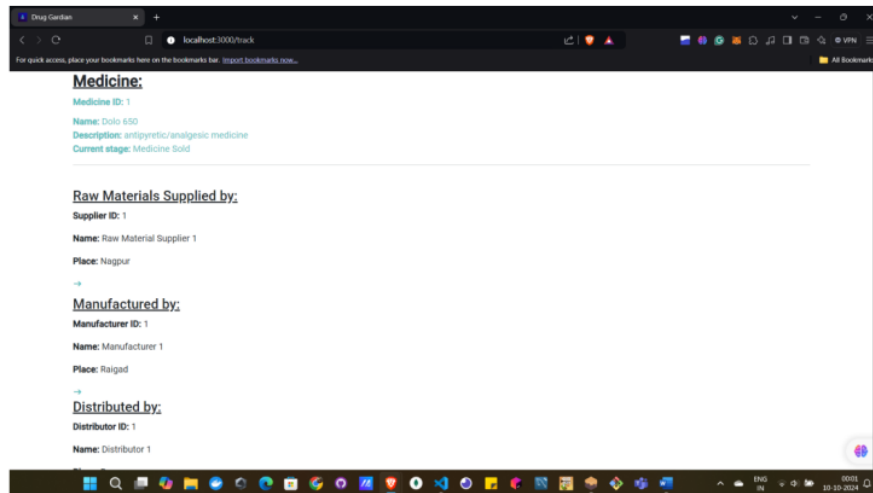 Drug Gardian
localhost:3000/track
VPN
For quick access, place your bookmarks here on the bookmarks bar. Import bookmarks now...
All Bookmarks
Medicine:
Medicine ID: 1
Name: Dolo 650
Description: antipyretic/analgesic medicine
Current stage: Medicine Sold
Raw Materials Supplied by:
Supplier ID: 1
Name: Raw Material Supplier 1
Place: Nagpur
→
Manufactured by:
Manufacturer ID: 1
Name: Manufacturer 1
Place: Raigad
→
Distributed by:
Distributor ID: 1
Name: Distributor 1
ENG
IN
00:01
10-10-2024